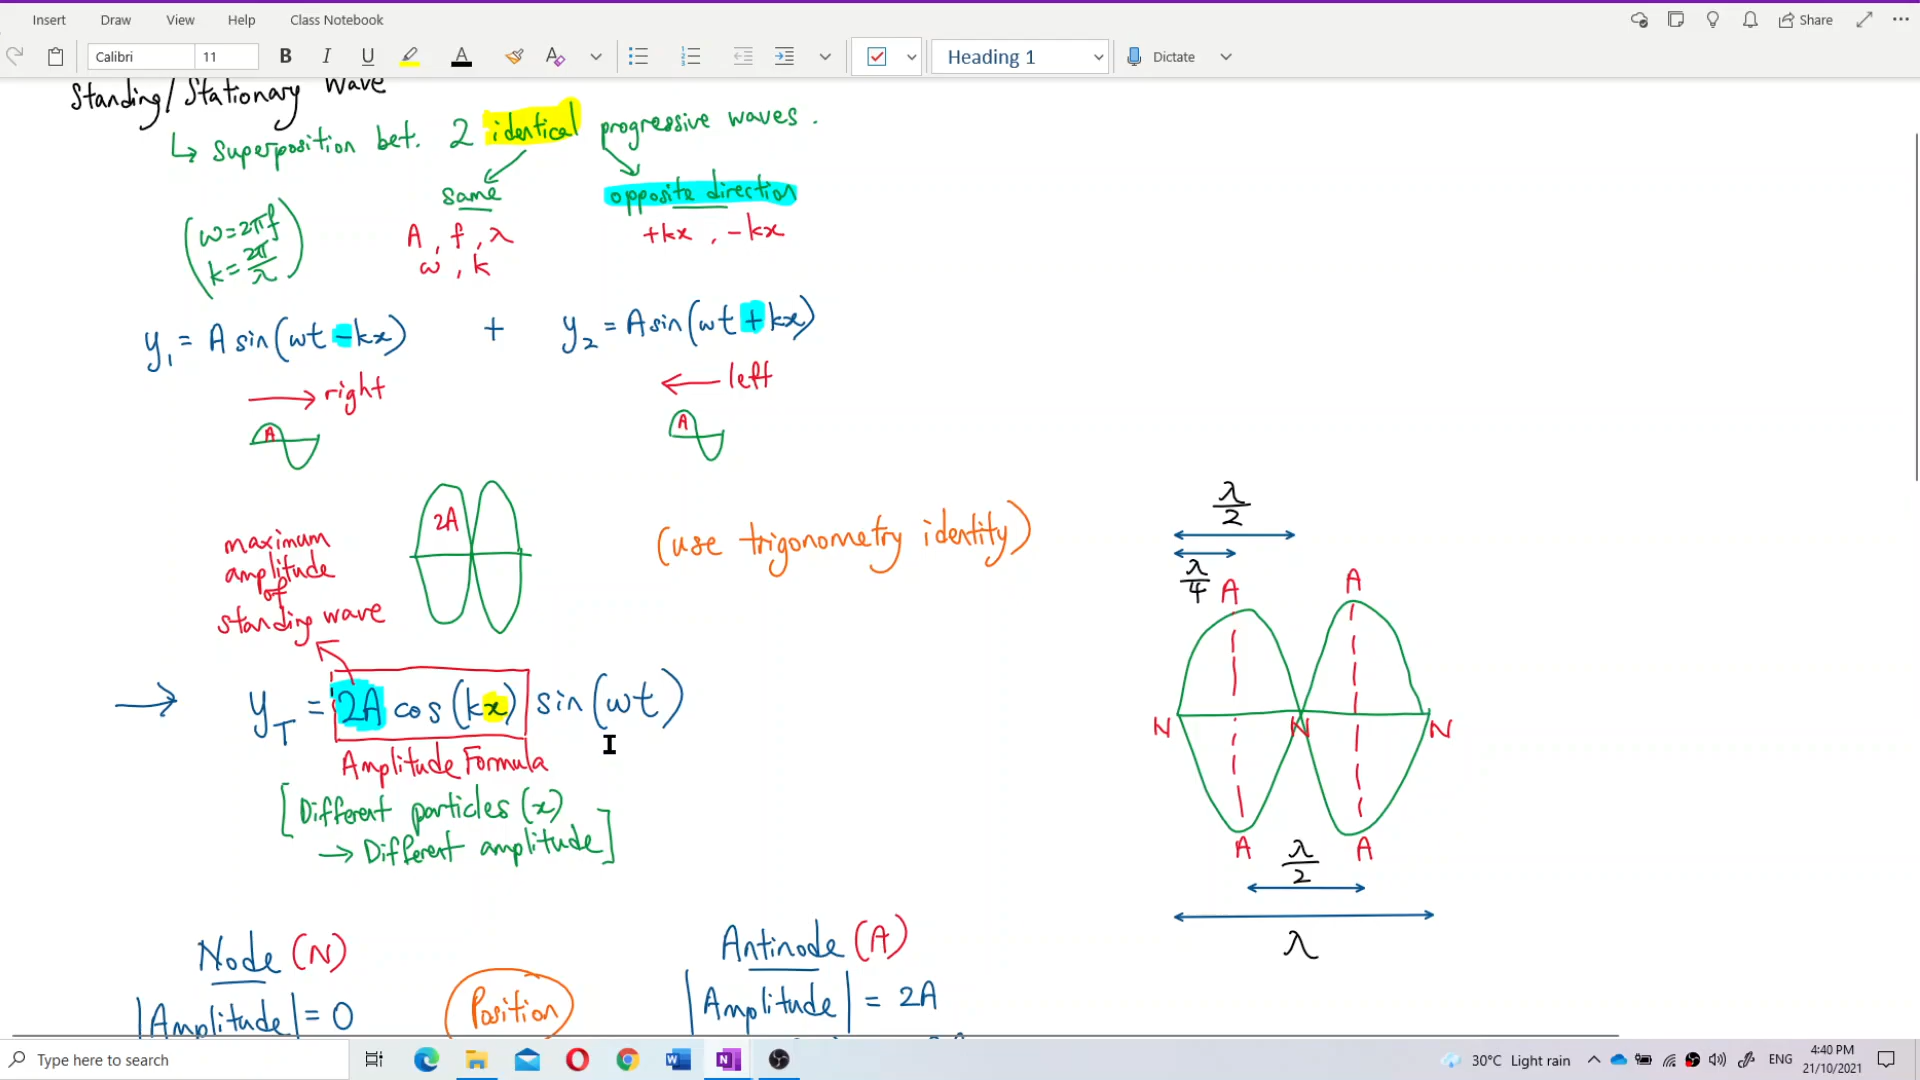 Insert Draw View Help Class Notebook Share
Calibri 11 B I U A Heading 1 Dictate
Standing/Stationary Wave
↳ Superposition bet. 2 identical progressive waves.
same
opposite direction
(ω=2πf
k=2π/λ)
A, f, λ
ω, k
+kx, -kx
y₁ = A sin(ωt - kx) + y₂ = A sin(ωt + kx)
→ right
← left
A
A
2A
(use trigonometry identity)
maximum
amplitude
of
standing wave
→ y_T = 2A cos(kx) sin(ωt)
Amplitude Formula
[Different particles (x)
→ Different amplitude]
λ/2
λ/4
A A
N N N
A A
λ/2
λ
Node (N)
|Amplitude| = 0
Position
Antinode (A)
|Amplitude| = 2A
Type here to search
30°C Light rain
ENG
4:40 PM
21/10/2021